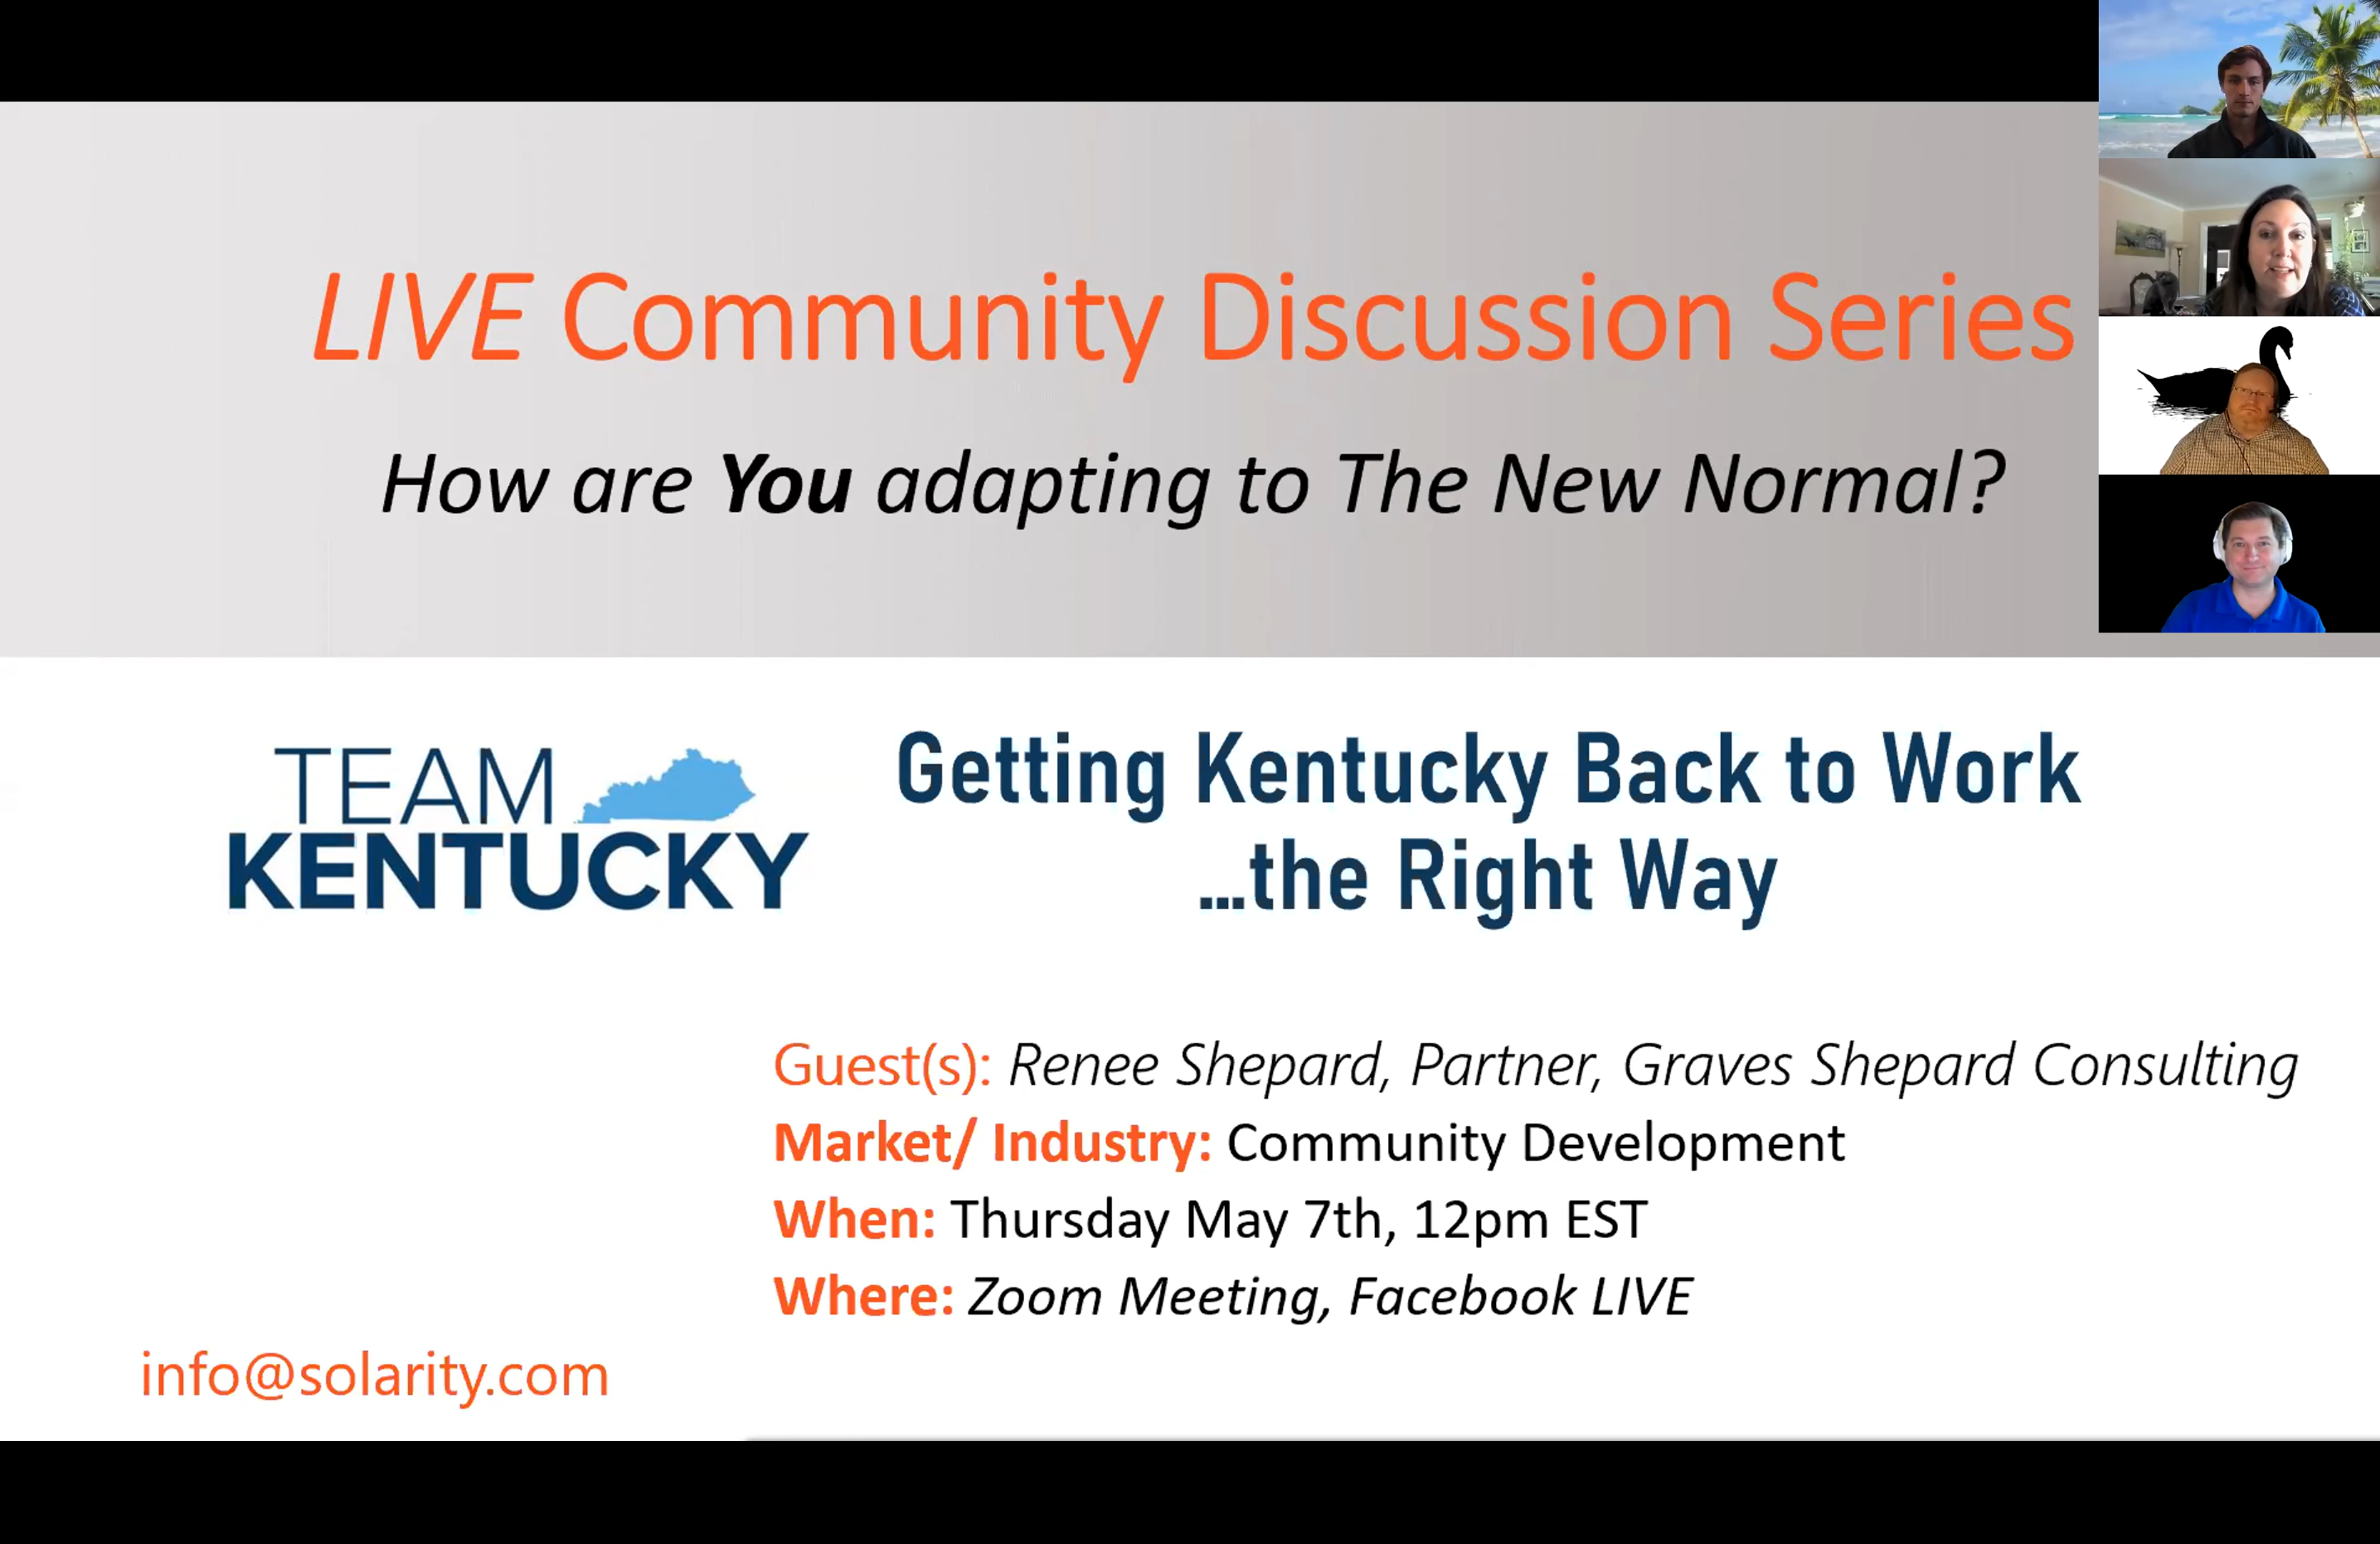 LIVE Community Discussion Series
How are You adapting to The New Normal?
TEAM
KENTUCKY
Getting Kentucky Back to Work
...the Right Way
Guest(s): Renee Shepard, Partner, Graves Shepard Consulting
Market/ Industry: Community Development
When: Thursday May 7th, 12pm EST
Where: Zoom Meeting, Facebook LIVE
info@solarity.com